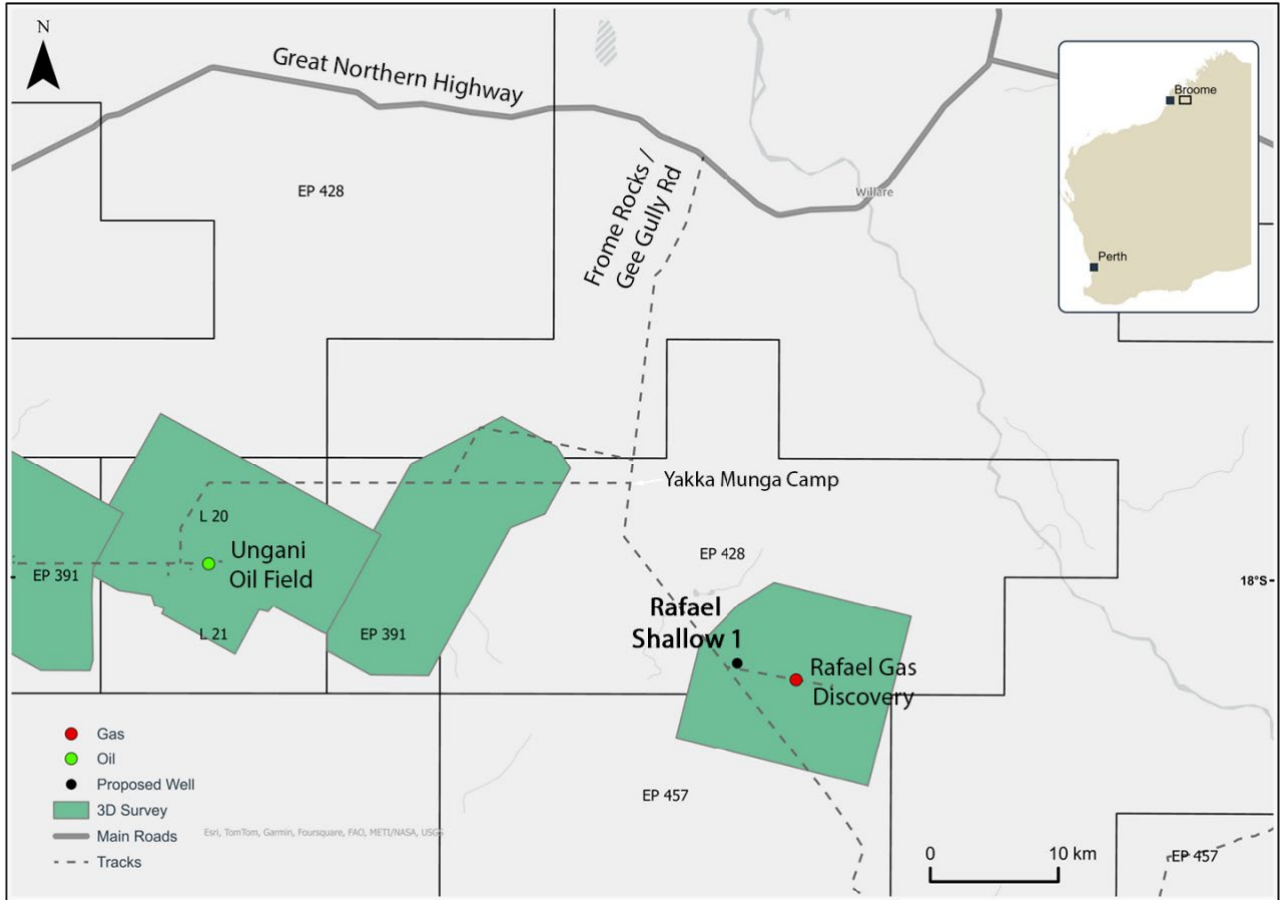 N
Great Northern Highway
Broome
EP 428
Frome Rocks /
Gee Gully Rd
Willare
Perth
Yakka Munga Camp
L 20
Ungani
Oil Field
EP 428
EP 391
18°S
Rafael
Shallow 1
L 21
EP 391
Rafael Gas
Discovery
Gas
Oil
Proposed Well
EP 457
3D Survey
Esri, TomTom, Garmin, Foursquare, FAO, METI/NASA, USGS
Main Roads
0 10 km
EP 457
Tracks